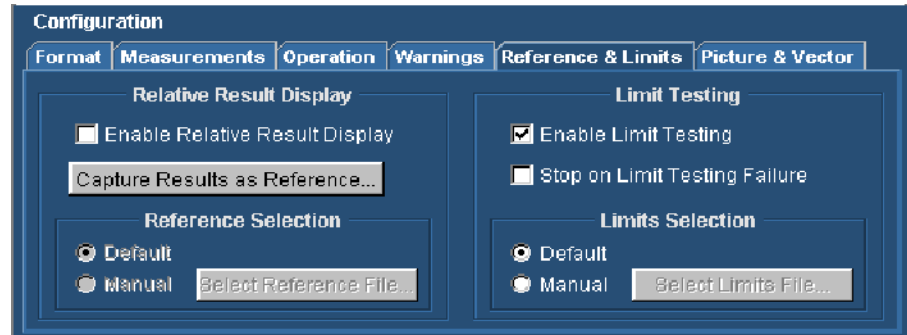 Configuration
Format Measurements Operation Warnings Reference & Limits Picture & Vector
Relative Result Display
Enable Relative Result Display
Capture Results as Reference...
Reference Selection
Default
Manual Select Reference File...
Limit Testing
Enable Limit Testing
Stop on Limit Testing Failure
Limits Selection
Default
Manual Select Limits File...